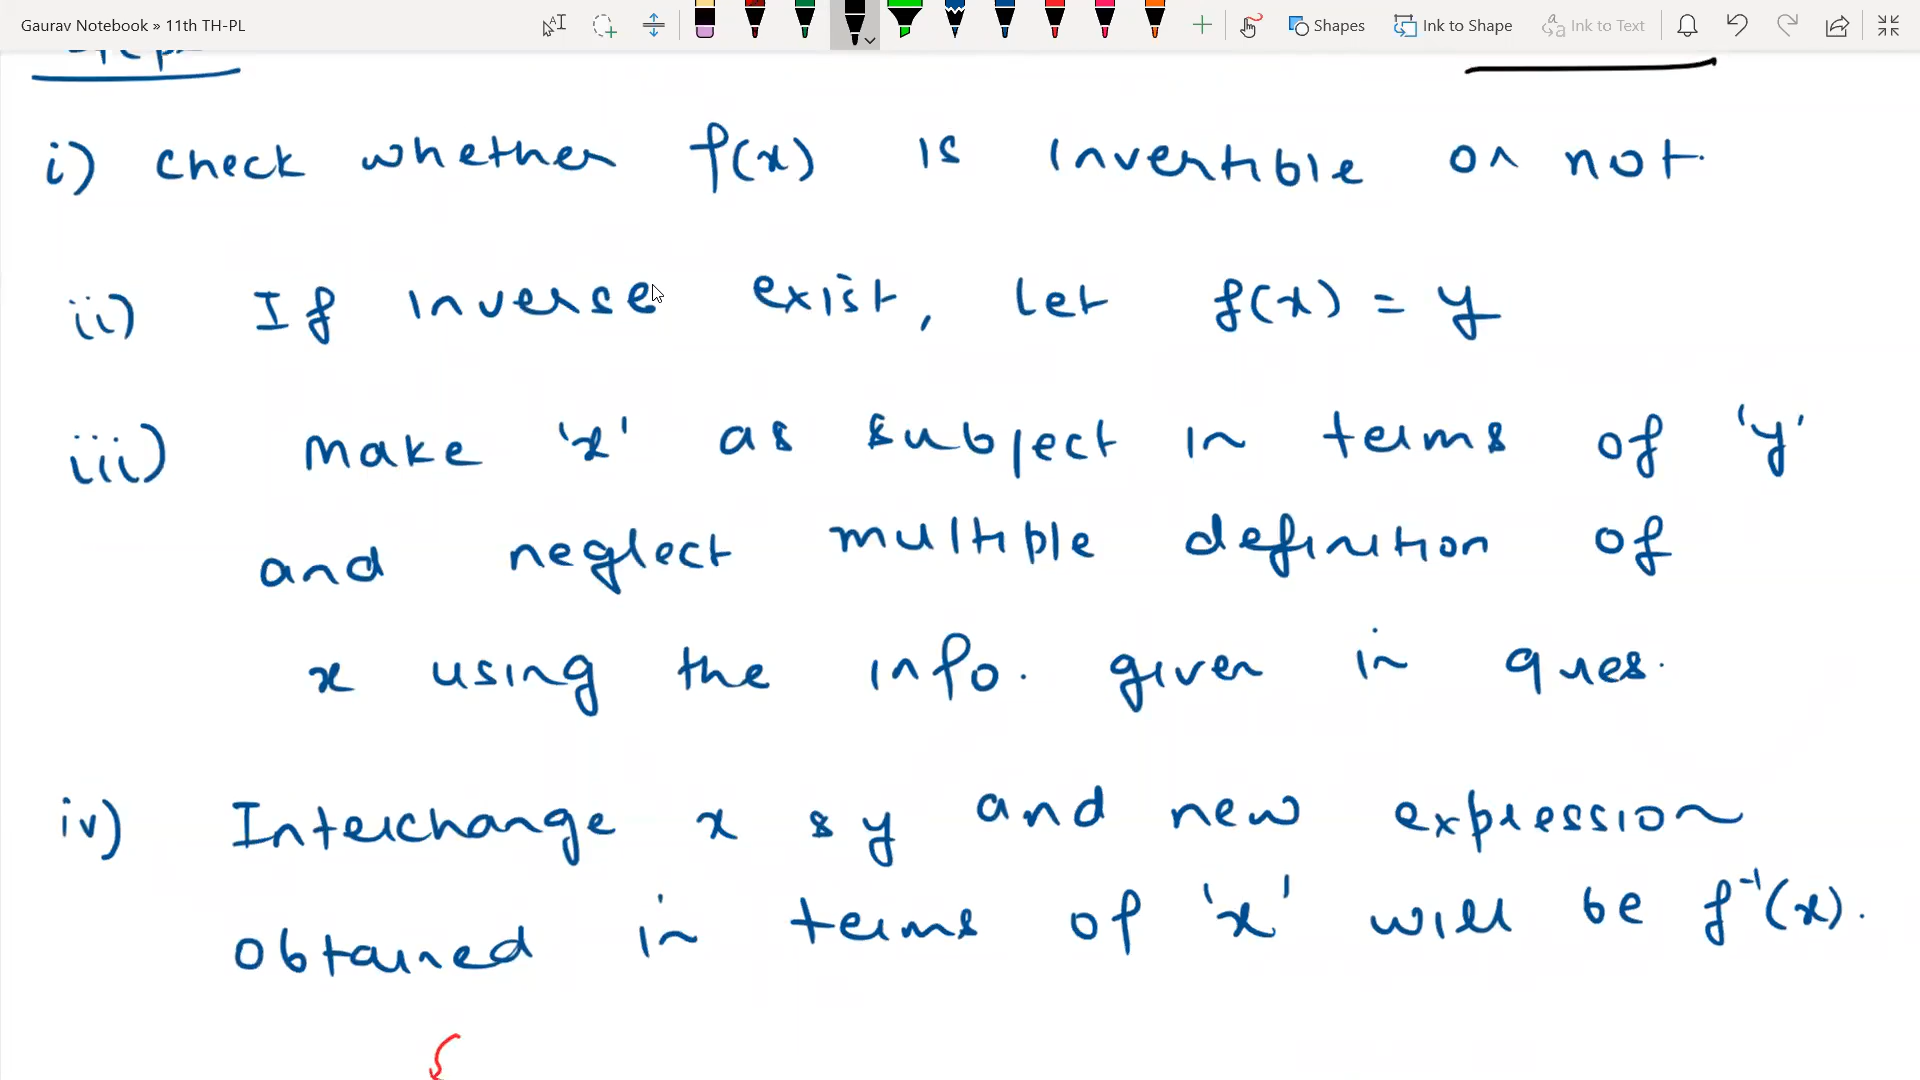 Gaurav Notebook » 11th TH-PL
Shapes
Ink to Shape
Ink to Text
i) check whether f(x) is invertible or not.
ii) If inverse exist, let f(x) = y
iii) make 'x' as subject in terms of 'y'
and neglect multiple definition of
x using the info. given in ques.
iv) Interchange x & y and new expression
obtained in terms of 'x' will be f⁻¹(x).